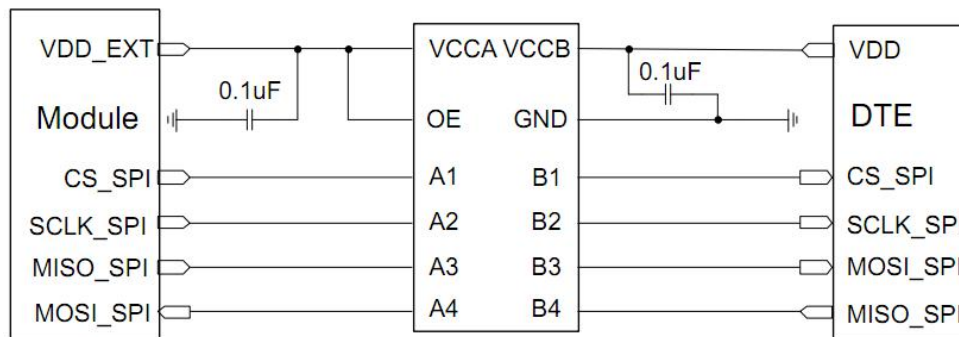 VDD_EXT
VCCA VCCB
VDD
0.1uF
0.1uF
Module
OE
GND
DTE
CS_SPI
A1
B1
CS_SPI
SCLK_SPI
A2
B2
SCLK_SPI
MISO_SPI
A3
B3
MOSI_SPI
MOSI_SPI
A4
B4
MISO_SPI